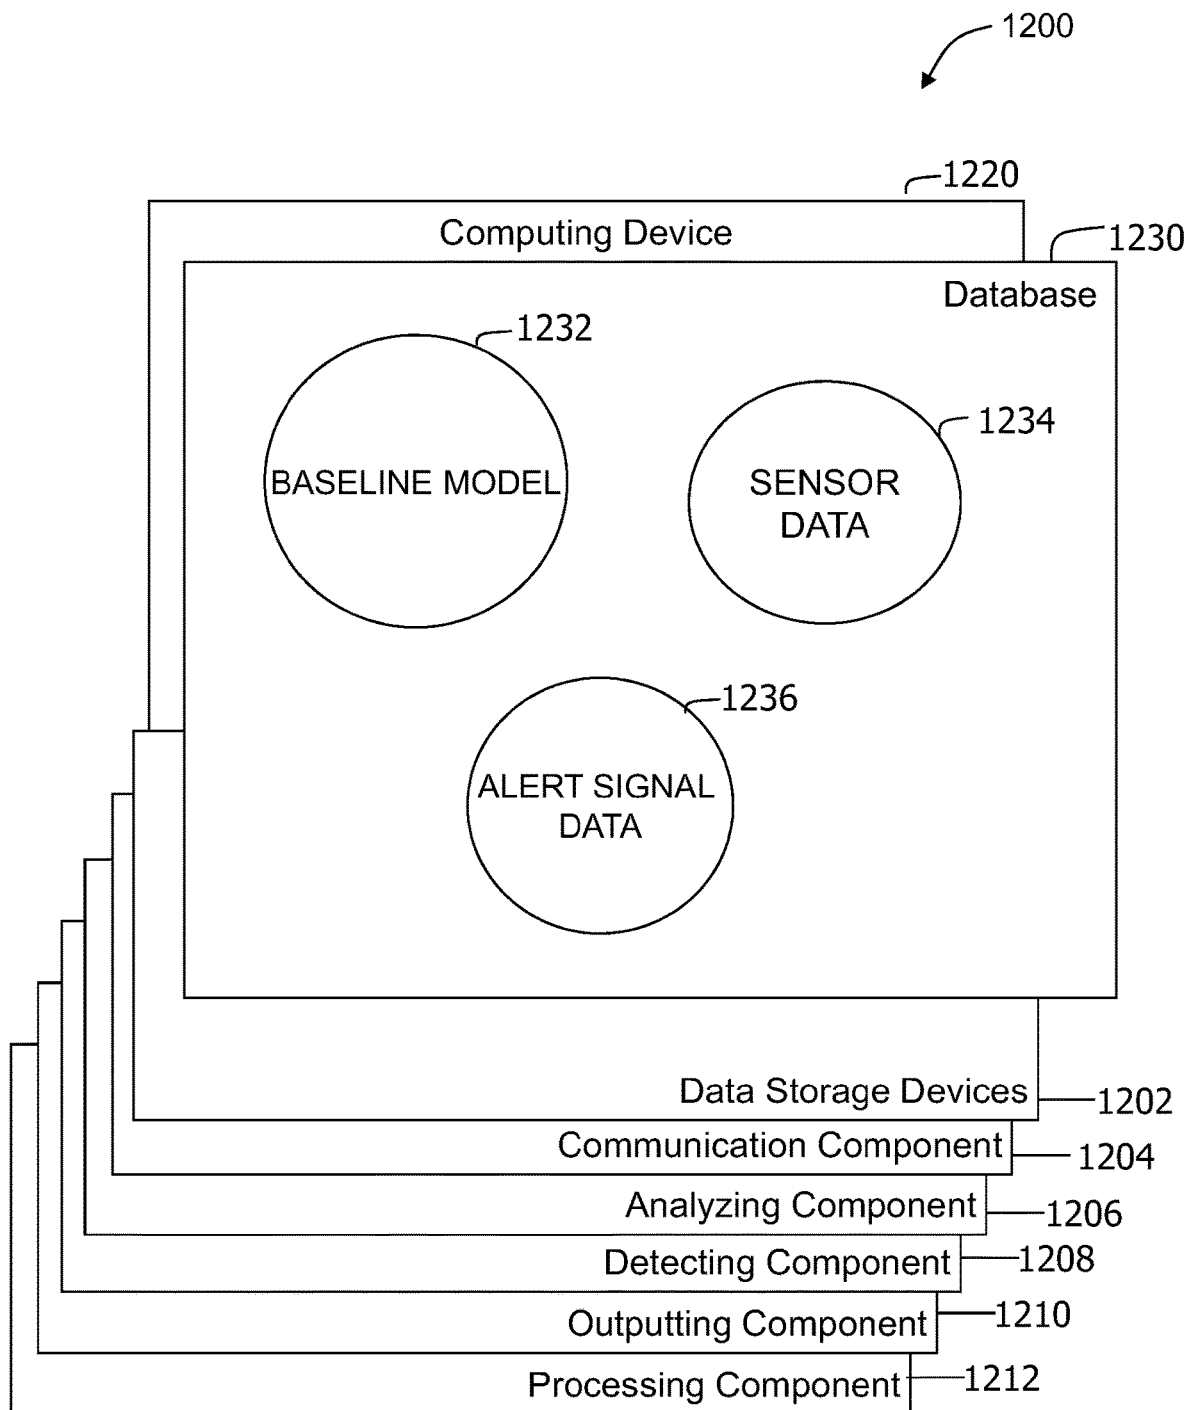 1200
1220
Computing Device
1230
Database
1232
BASELINE MODEL
1234
SENSOR
DATA
1236
ALERT SIGNAL
DATA
Data Storage Devices
1202
Communication Component
1204
Analyzing Component
1206
Detecting Component
1208
Outputting Component
1210
Processing Component
1212